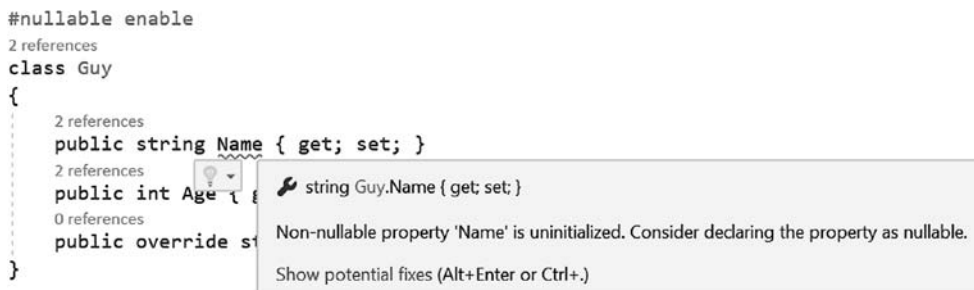 #nullable enable
2 references
class Guy
{
2 references
public string Name { get; set; }
2 references
public int Age {
0 references
public override
string Guy.Name { get; set; }
Non-nullable property 'Name' is uninitialized. Consider declaring the property as nullable.
Show potential fixes (Alt+Enter or Ctrl+.)
}